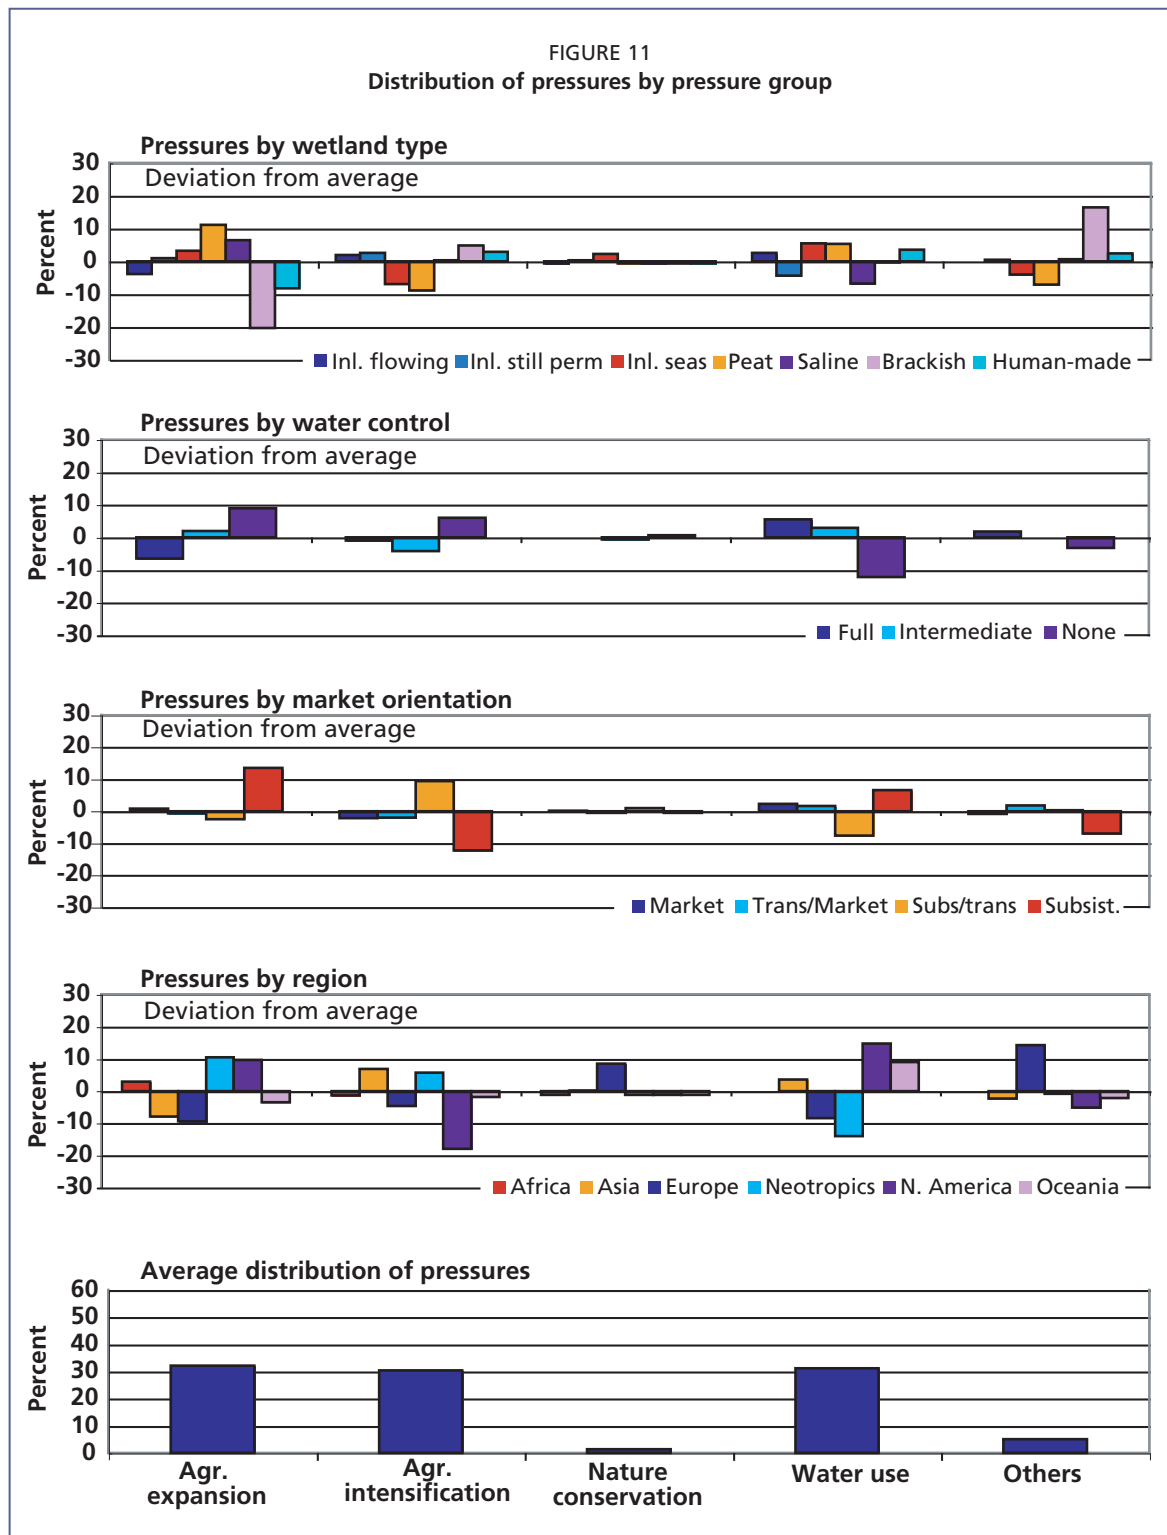 FIGURE 11
Distribution of pressures by pressure group
Pressures by wetland type
Deviation from average
Percent
30
20
10
0
-10
-20
-30
Inl. flowing Inl. still perm Inl. seas Peat Saline Brackish Human-made
Pressures by water control
Deviation from average
Percent
30
20
10
0
-10
-20
-30
Full Intermediate None
Pressures by market orientation
Deviation from average
Percent
30
20
10
0
-10
-20
-30
Market Trans/Market Subs/trans Subsist.
Pressures by region
Deviation from average
Percent
30
20
10
0
-10
-20
-30
Africa Asia Europe Neotropics N. America Oceania
Average distribution of pressures
Percent
60
50
40
30
20
10
0
Agr.
expansion
Agr.
intensification
Nature
conservation
Water use
Others